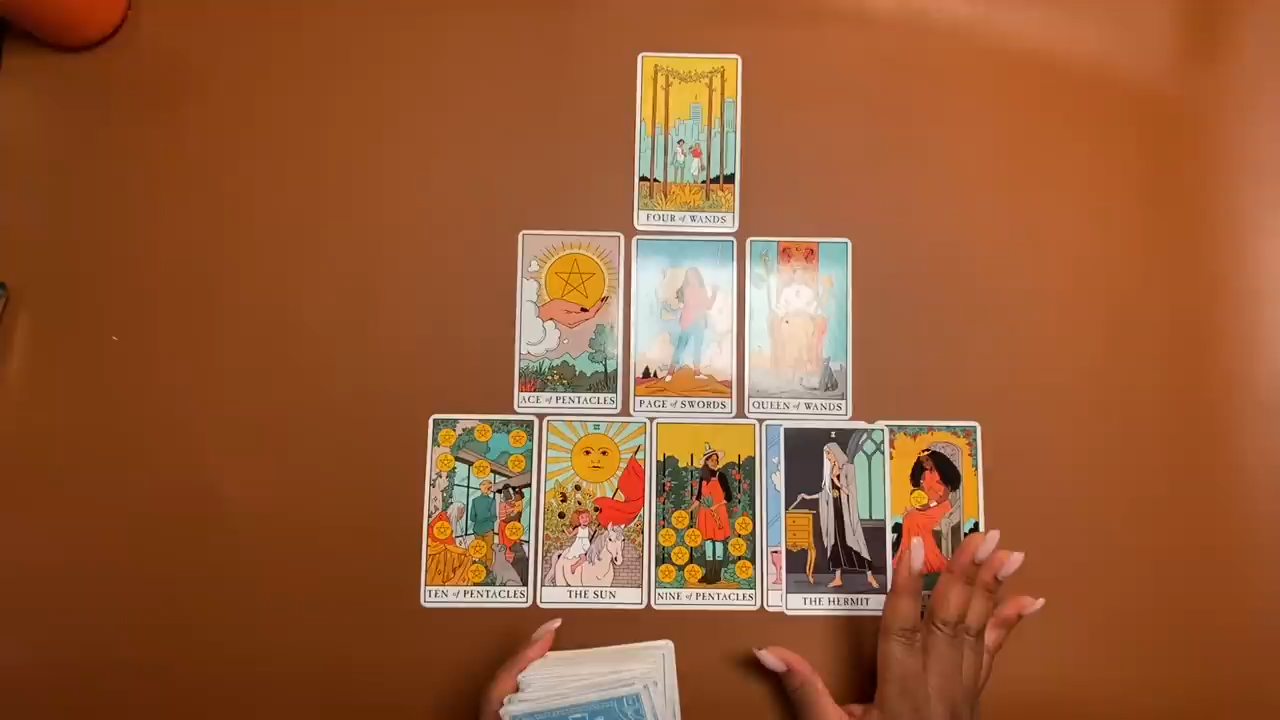 FOUR of WANDS
ACE of PENTACLES
PAGE of SWORDS
QUEEN of WANDS
TEN of PENTACLES
THE SUN
NINE of PENTACLES
THE HERMIT